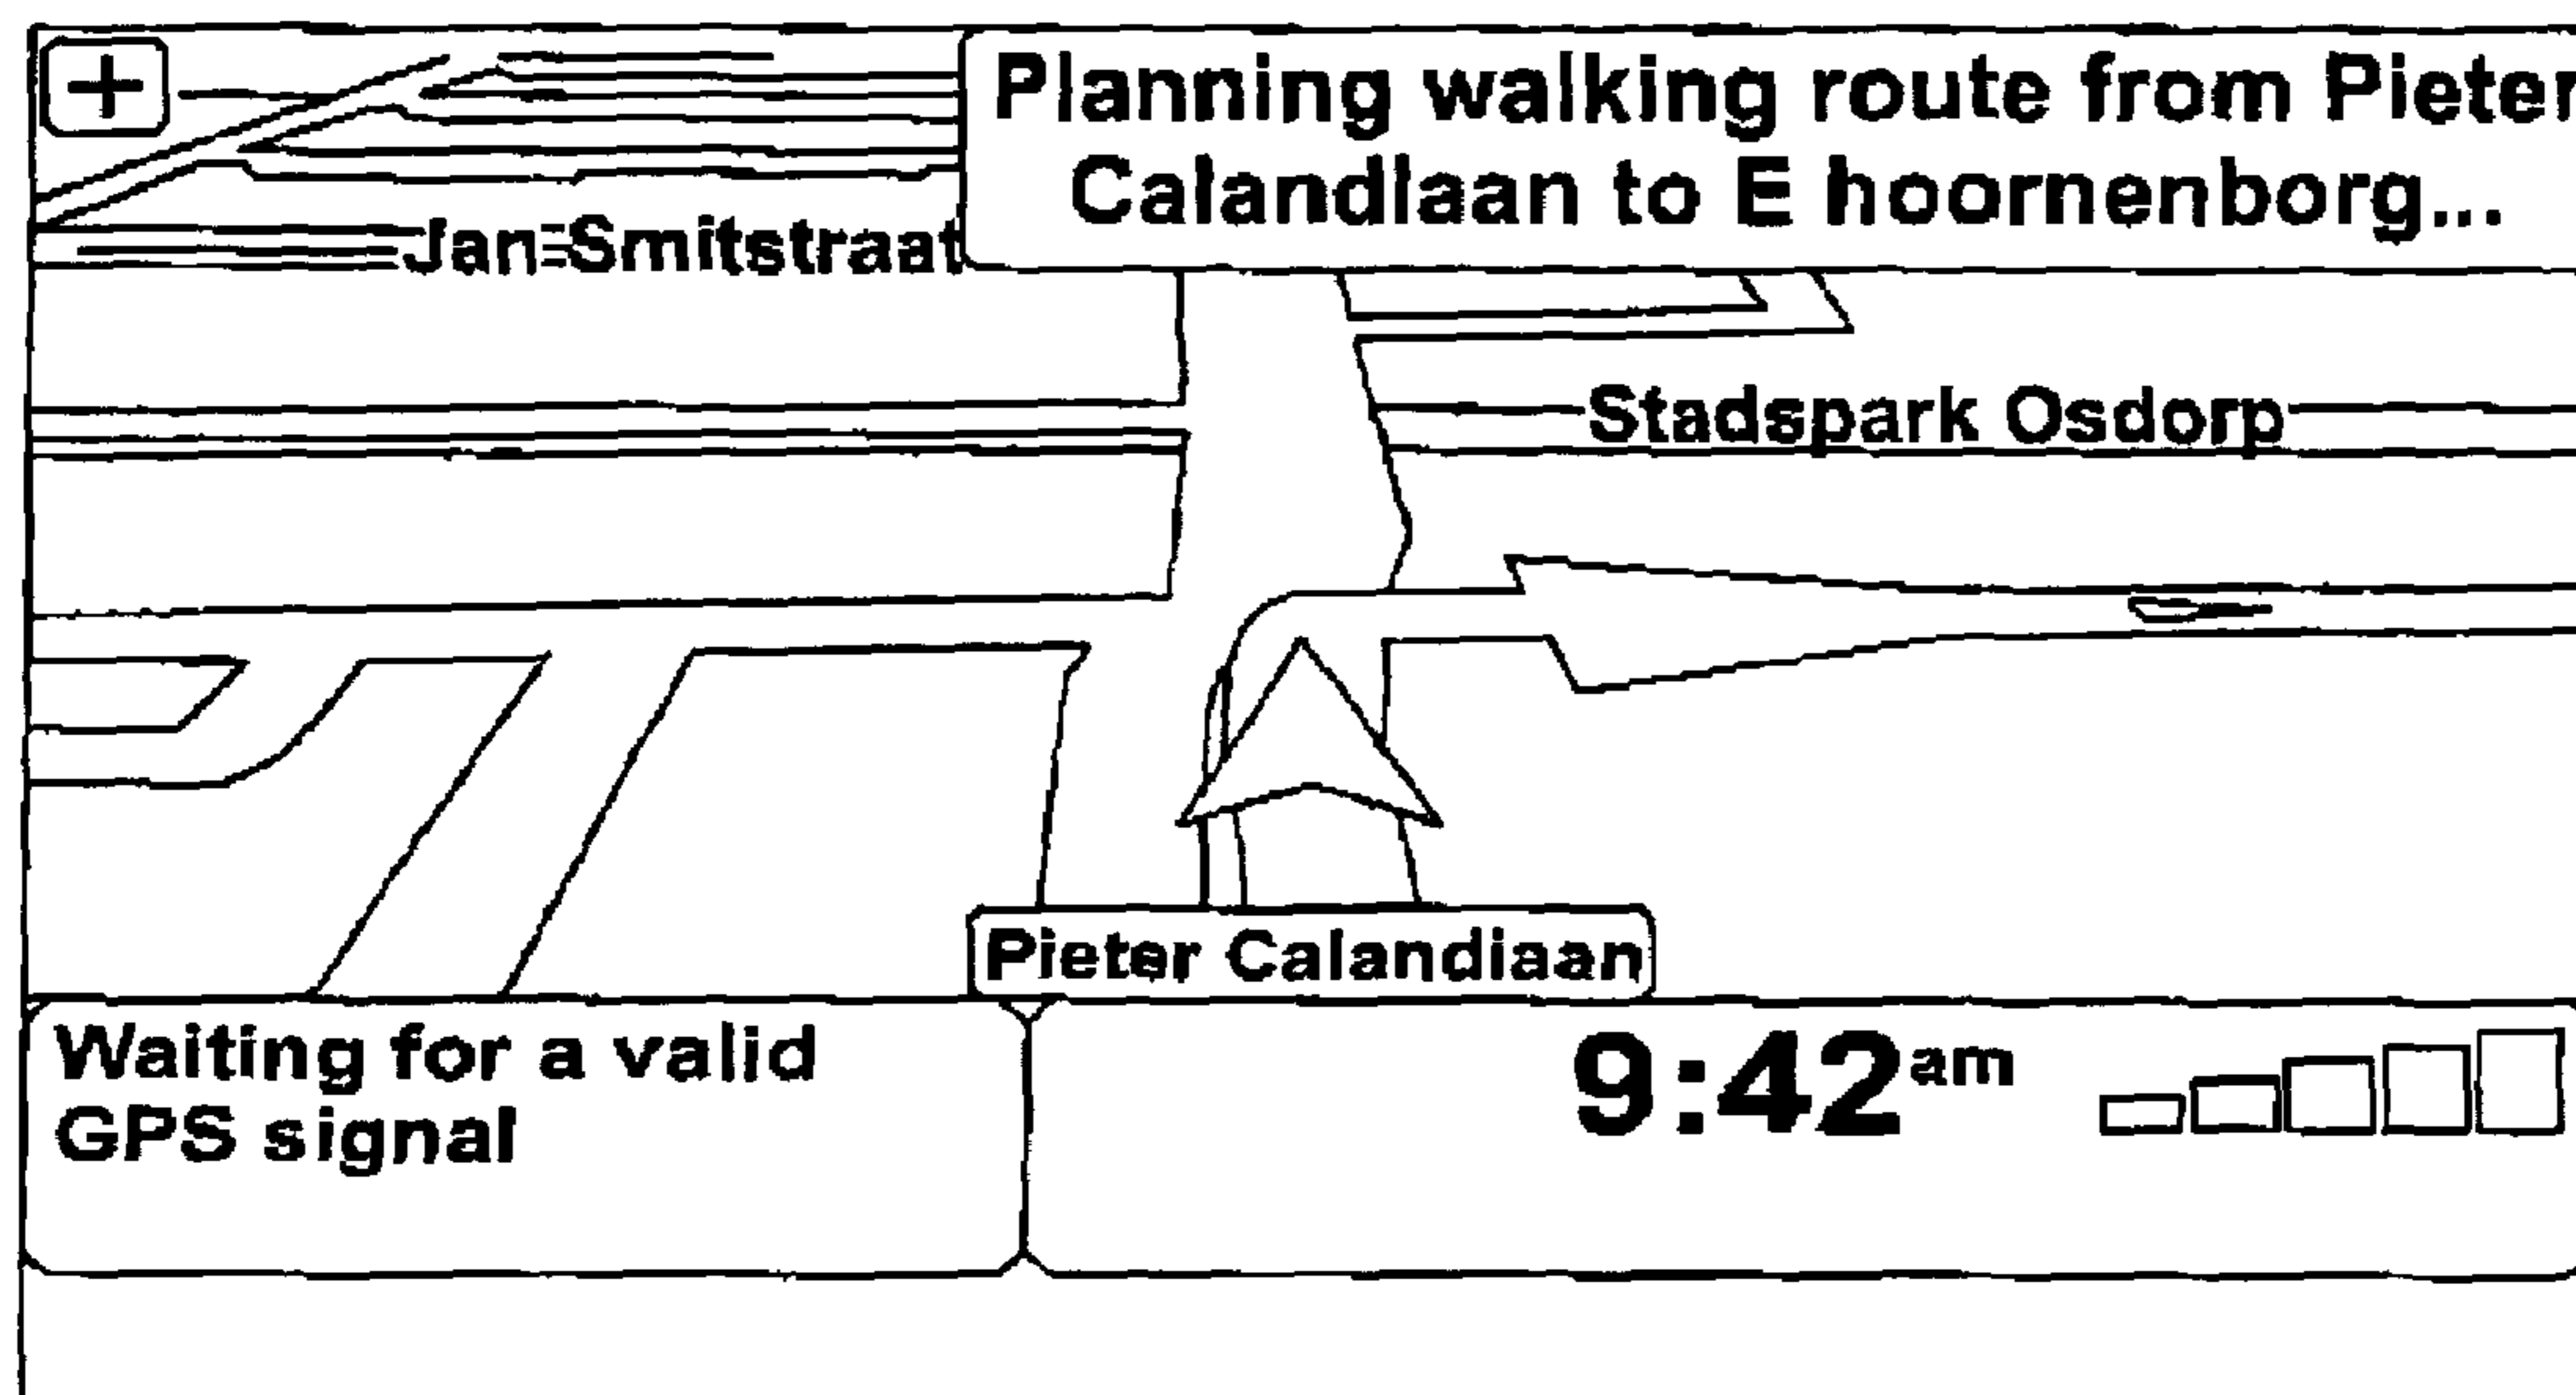 +
Planning walking route from Pieter
Calandlaan to E hoornenborg...
Jan Smitstraat
Stadspark Osdorp
Pieter Calandiaan
Waiting for a valid
GPS signal
9:42am